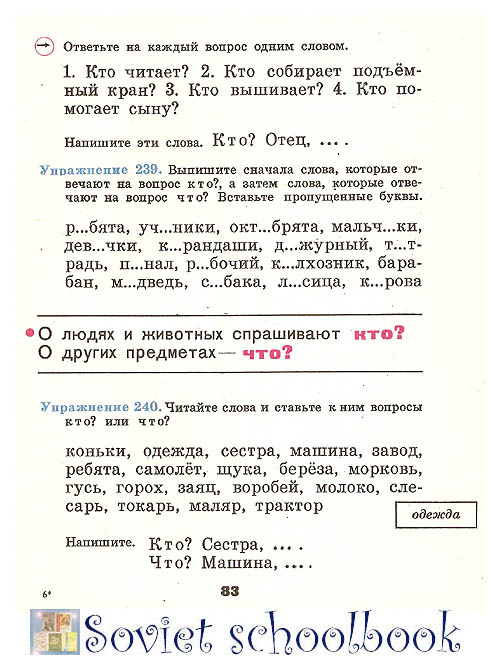 Ответьте на каждый вопрос одним словом.
1. Кто читает? 2. Кто собирает подъём-
ный кран? 3. Кто вышивает? 4. Кто по-
могает сыну?
Напишите эти слова. Кто? Отец, ... .
Упражнение 239. Выпишите сначала слова, которые от-
вечают на вопрос кто?, а затем слова, которые отве-
чают на вопрос что? Вставьте пропущенные буквы.
р...бята, уч...ники, окт...брята, мальч...ки,
дев...чки, к...рандаши, д...журный, т...т-
радь, п...нал, р...бочий, к...лхозник, бара-
бан, м...дведь, с...бака, л...сица, к...рова
О людях и животных спрашивают кто?
О других предметах — что?
Упражнение 240. Читайте слова и ставьте к ним вопросы
кто? или что?
коньки, одежда, сестра, машина, завод,
ребята, самолёт, щука, берёза, морковь,
гусь, горох, заяц, воробей, молоко, сле-
сарь, токарь, маляр, трактор
одежда
Напишите. Кто? Сестра, ... .
Что? Машина, ... .
6*
83
Soviet schoolbook